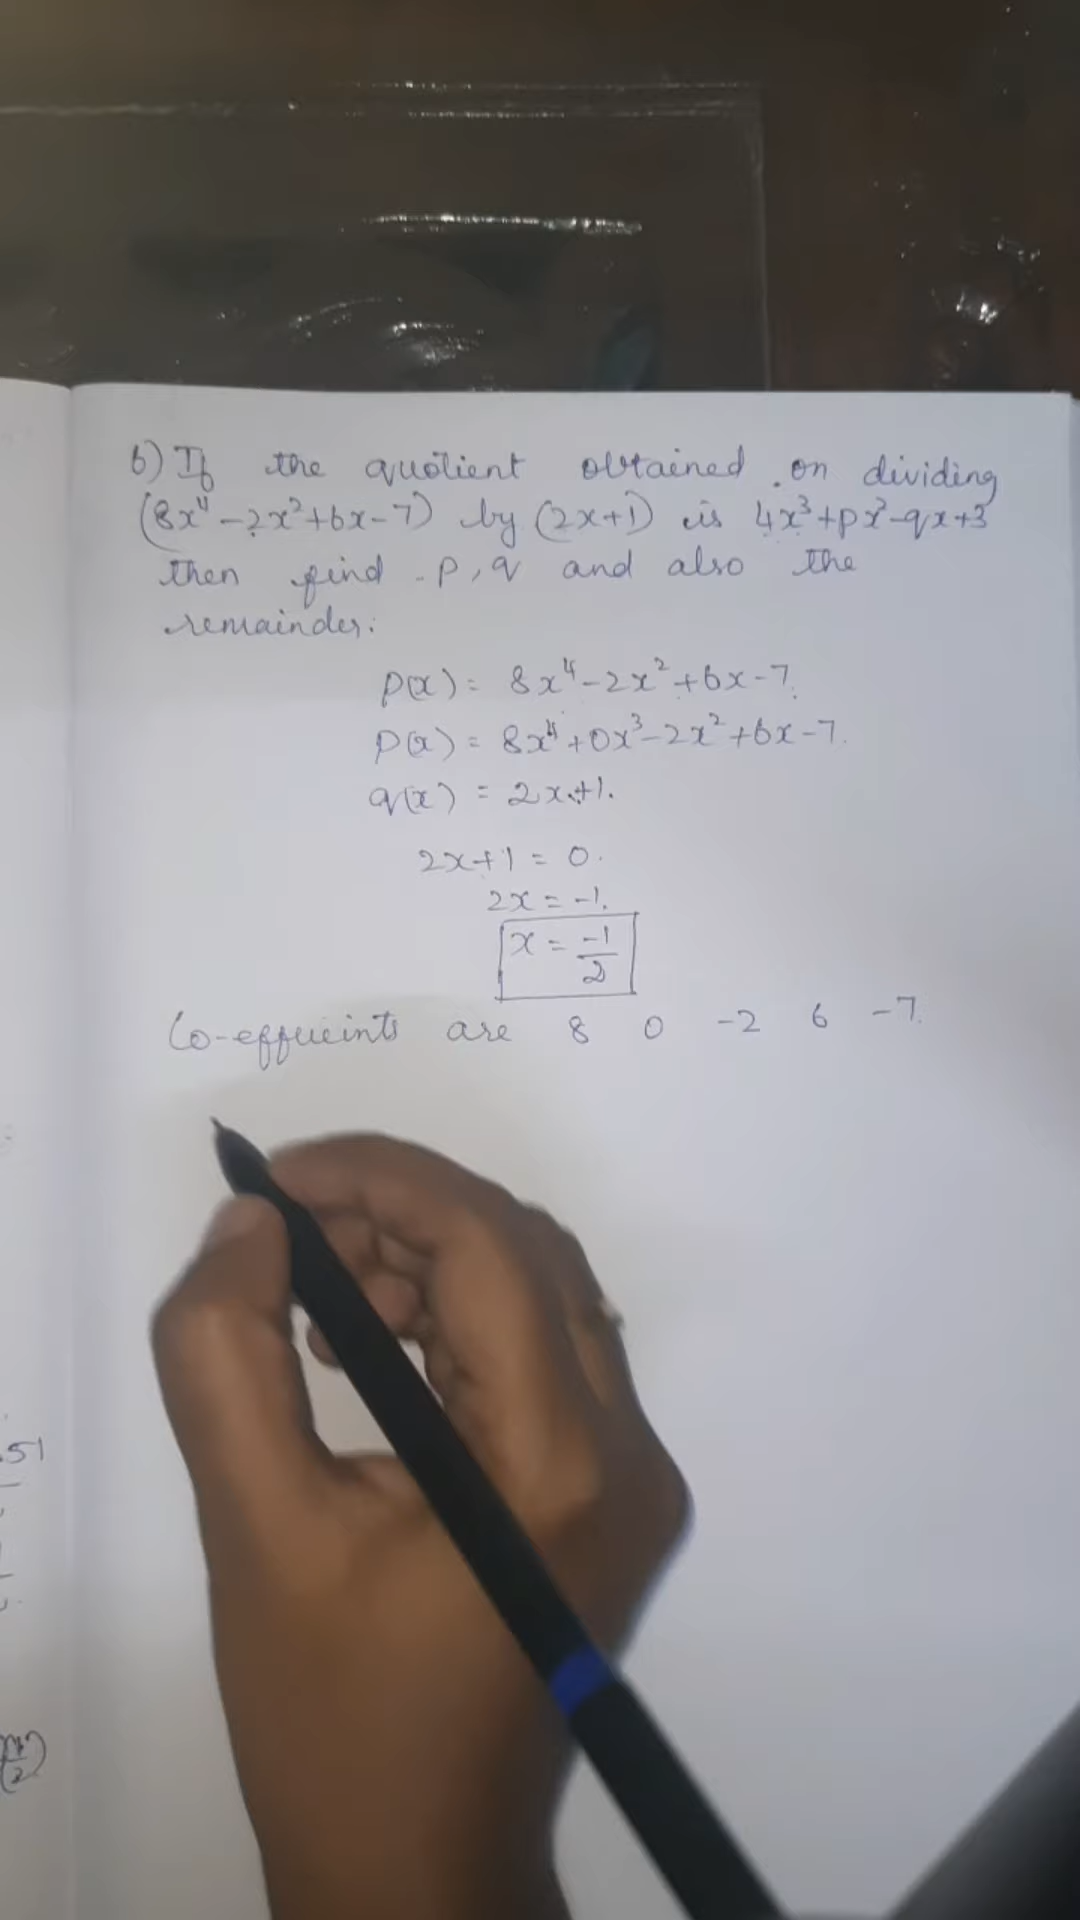 6) If the quotient obtained on dividing
(8x⁴-2x²+6x-7) by (2x+1) is 4x³+px²-qx+3
then find p, q and also the
remainder.
p(x) = 8x⁴-2x²+6x-7.
p(x) = 8x⁴+0x³-2x²+6x-7.
q(x) = 2x+1.
2x+1 = 0.
2x = -1.
x = -1/2
Co-efficeints are 8 0 -2 6 -7.
51